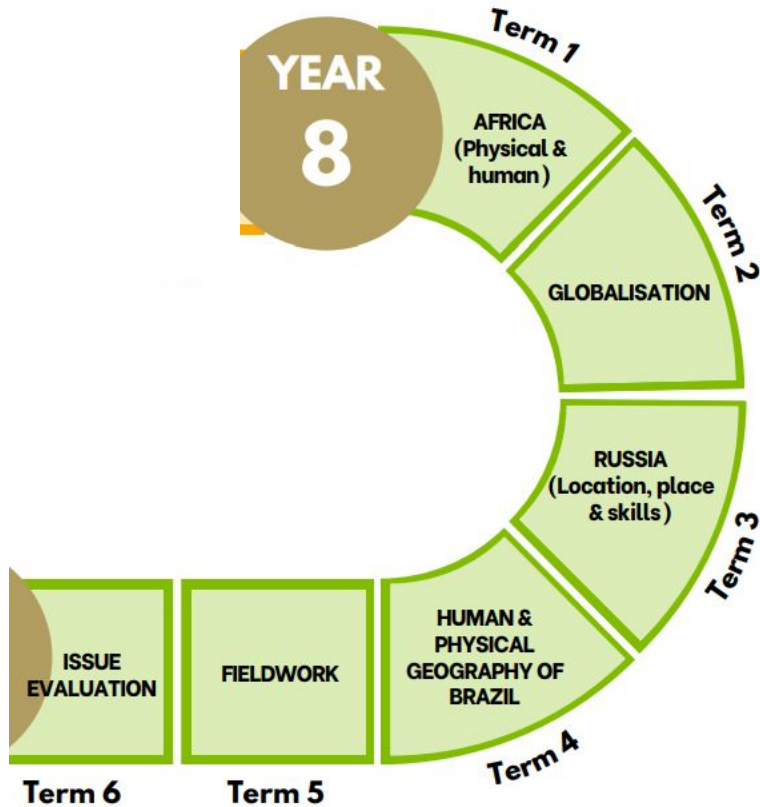 YEAR
8
Term 1
AFRICA
(Physical &
human)
Term 2
GLOBALISATION
RUSSIA
(Location, place
& skills)
Term 3
HUMAN &
PHYSICAL
GEOGRAPHY OF
BRAZIL
Term 4
FIELDWORK
Term 5
ISSUE
EVALUATION
Term 6